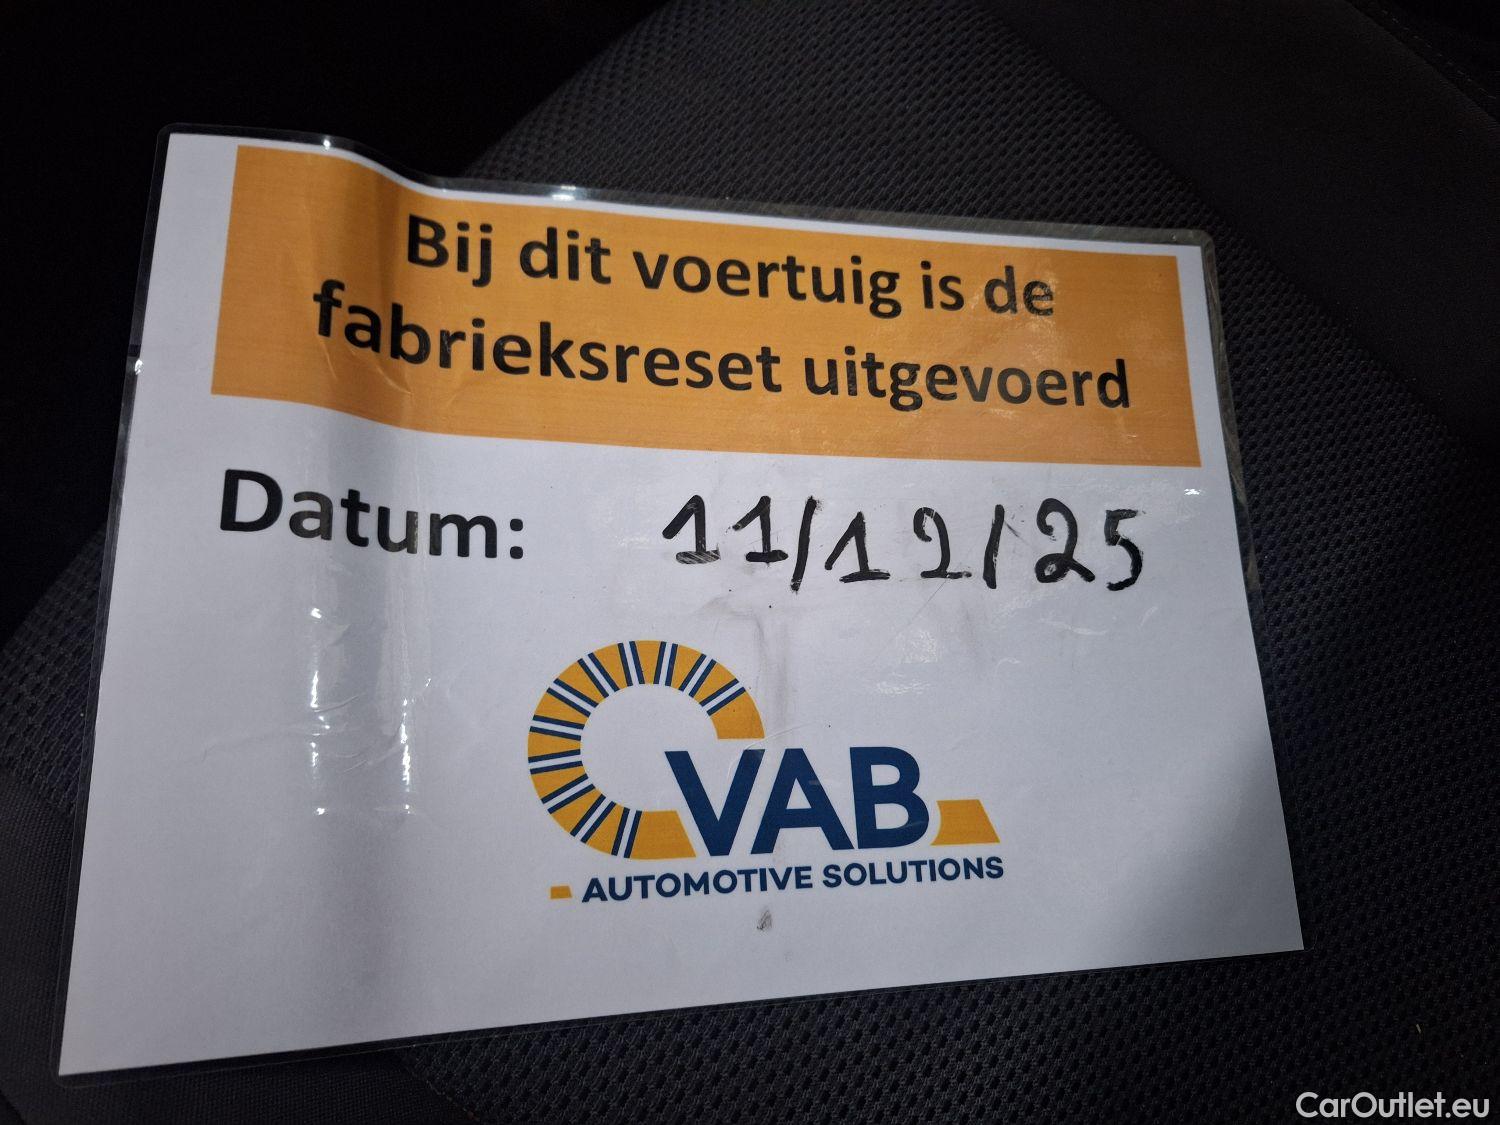 Bij dit voertuig is de
fabrieksreset uitgevoerd
Datum: 11/12/25
VAB
AUTOMOTIVE SOLUTIONS
CarOutlet.eu